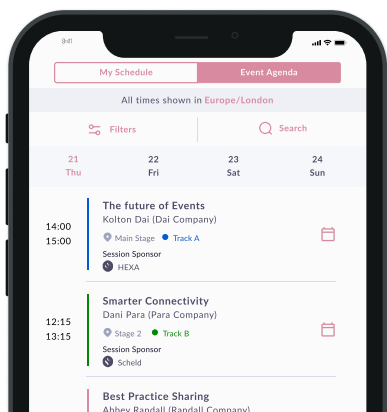 My Schedule
Event Agenda
All times shown in Europe/London
Filters
Search
21 22 23 24
Thu Fri Sat Sun
14:00
15:00
The future of Events
Kolton Dai (Dai Company)
Main Stage Track A
Session Sponsor
HEXA
12:15
13:15
Smarter Connectivity
Dani Para (Para Company)
Stage 2 Track B
Session Sponsor
Scheld
Best Practice Sharing
Abbey Randall (Randall Company)